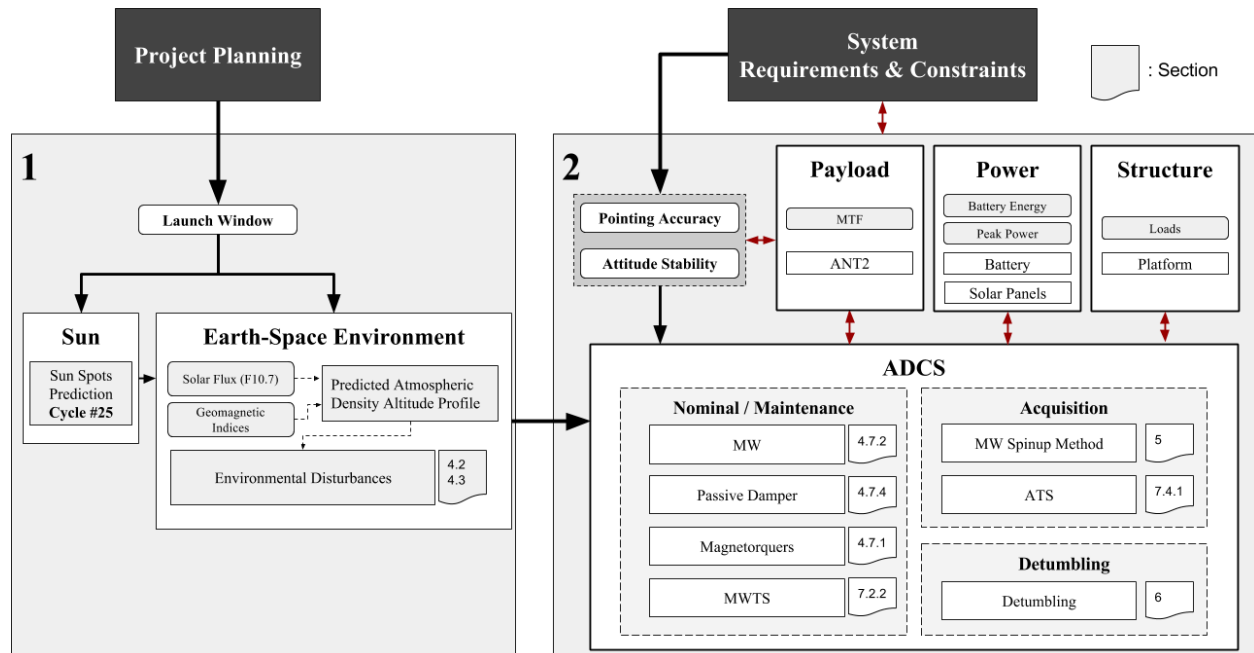 Project Planning
System
Requirements & Constraints
: Section
1
Launch Window
Sun
Sun Spots
Prediction
Cycle #25
Earth-Space Environment
Solar Flux (F10.7)
Geomagnetic
Indices
Predicted Atmospheric
Density Altitude Profile
Environmental Disturbances
4.2
4.3
2
Pointing Accuracy
Attitude Stability
Payload
MTF
ANT2
Power
Battery Energy
Peak Power
Battery
Solar Panels
Structure
Loads
Platform
ADCS
Nominal / Maintenance
MW
4.7.2
Passive Damper
4.7.4
Magnetorquers
4.7.1
MWTS
7.2.2
Acquisition
MW Spinup Method
5
ATS
7.4.1
Detumbling
Detumbling
6